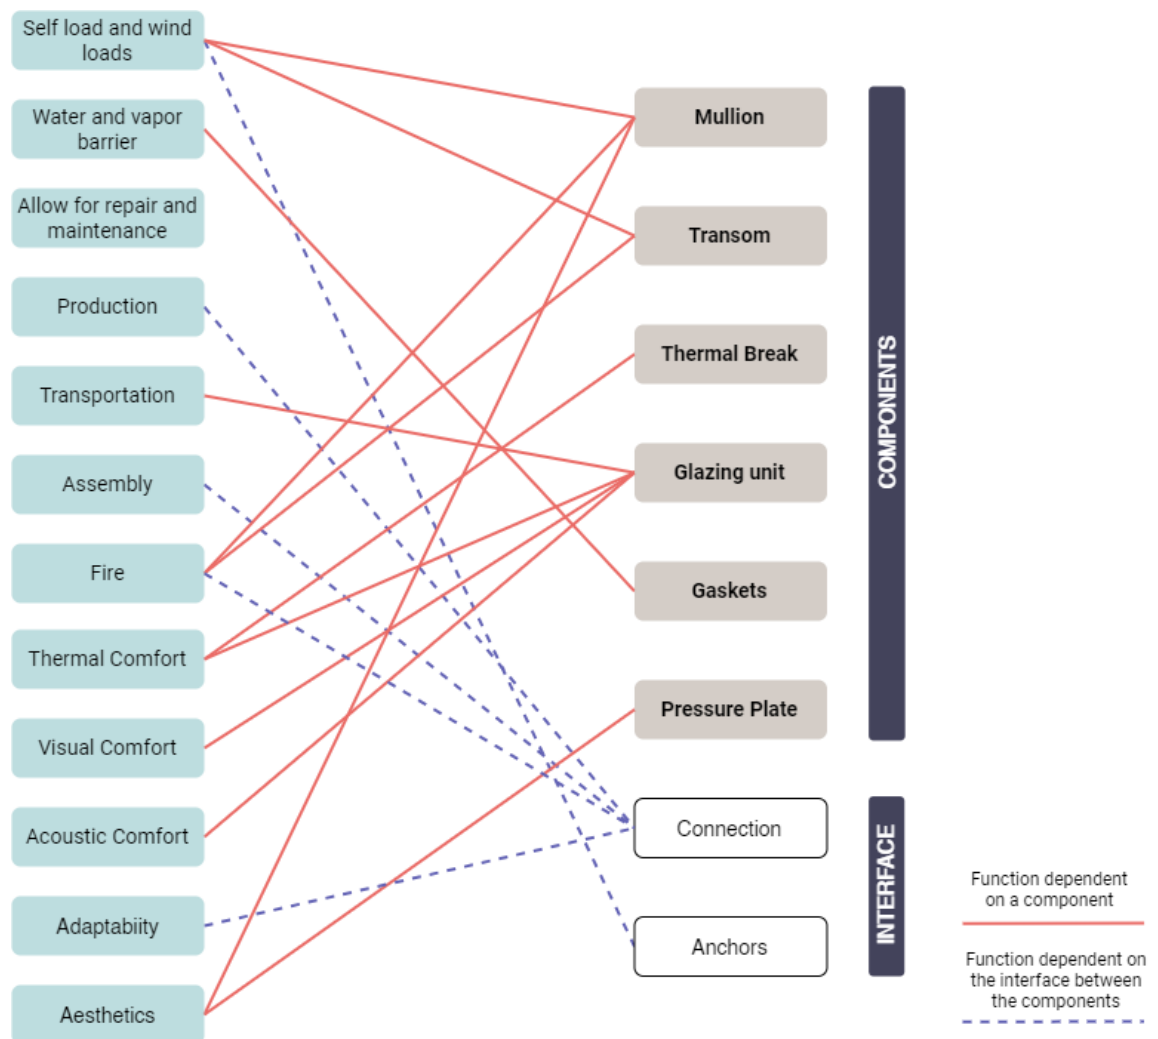 Self load and wind
loads
Water and vapor
barrier
Allow for repair and
maintenance
Production
Transportation
Assembly
Fire
Thermal Comfort
Visual Comfort
Acoustic Comfort
Adaptabiity
Aesthetics
Mullion
Transom
Thermal Break
Glazing unit
Gaskets
Pressure Plate
Connection
Anchors
COMPONENTS
INTERFACE
Function dependent
on a component
Function dependent on
the interface between
the components